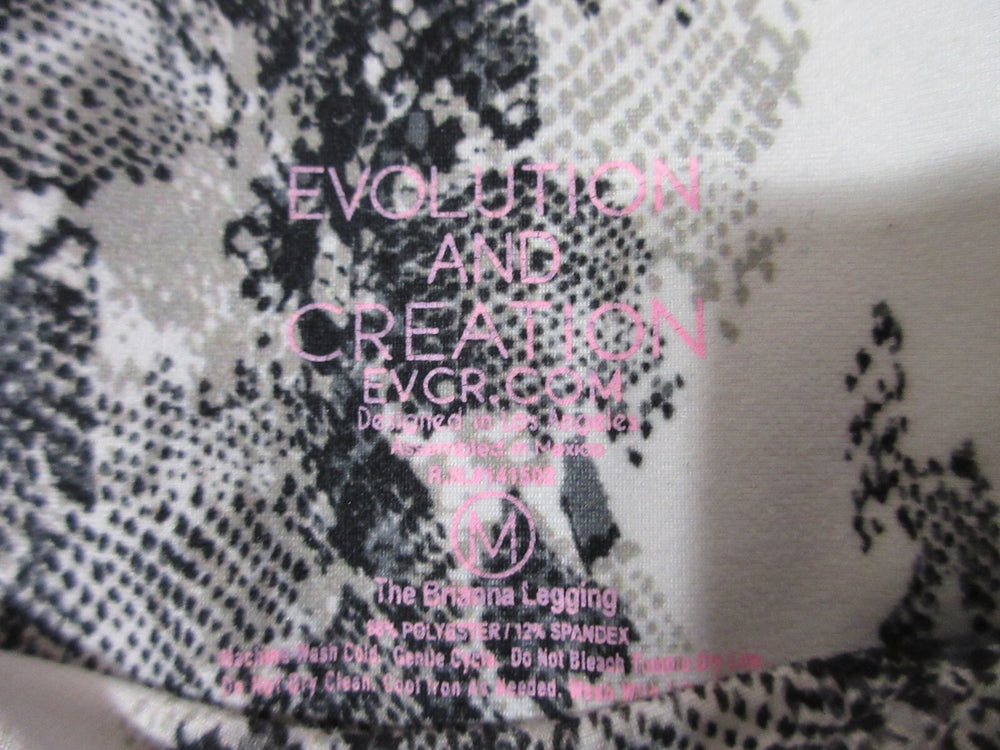 EVOLUTION
AND
CREATION
EVCR.COM
Designed in Los Angeles
Assembled in Mexico
M
The Brianna Legging
POLYESTER / 12% SPANDEX
Machine Wash Cold. Gentle Cycle. Do Not Bleach Tumble Dry Low.
Do Not Dry Clean. Cool Iron As Needed. Wash With